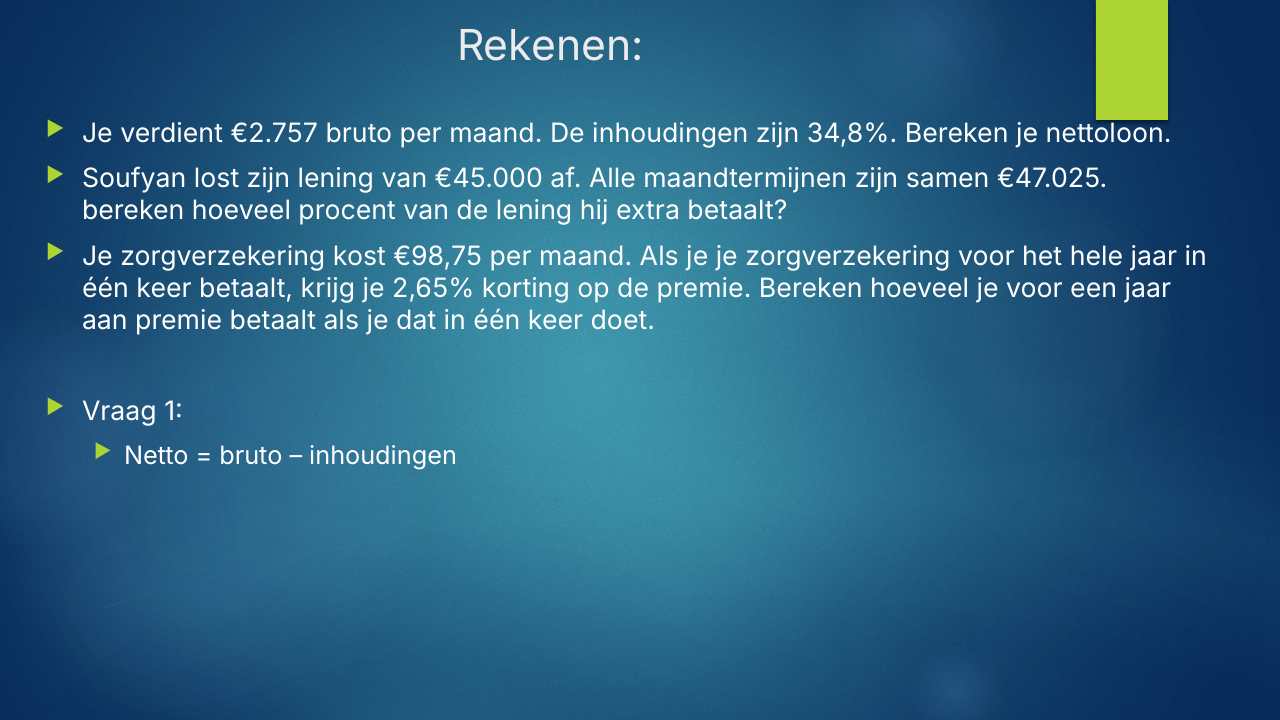 Rekenen:
Je verdient €2.757 bruto per maand. De inhoudingen zijn 34,8%. Bereken je nettoloon.
Soufyan lost zijn lening van €45.000 af. Alle maandtermijnen zijn samen €47.025.
bereken hoeveel procent van de lening hij extra betaalt?
Je zorgverzekering kost €98,75 per maand. Als je je zorgverzekering voor het hele jaar in
één keer betaalt, krijg je 2,65% korting op de premie. Bereken hoeveel je voor een jaar
aan premie betaalt als je dat in één keer doet.
Vraag 1:
Netto = bruto – inhoudingen